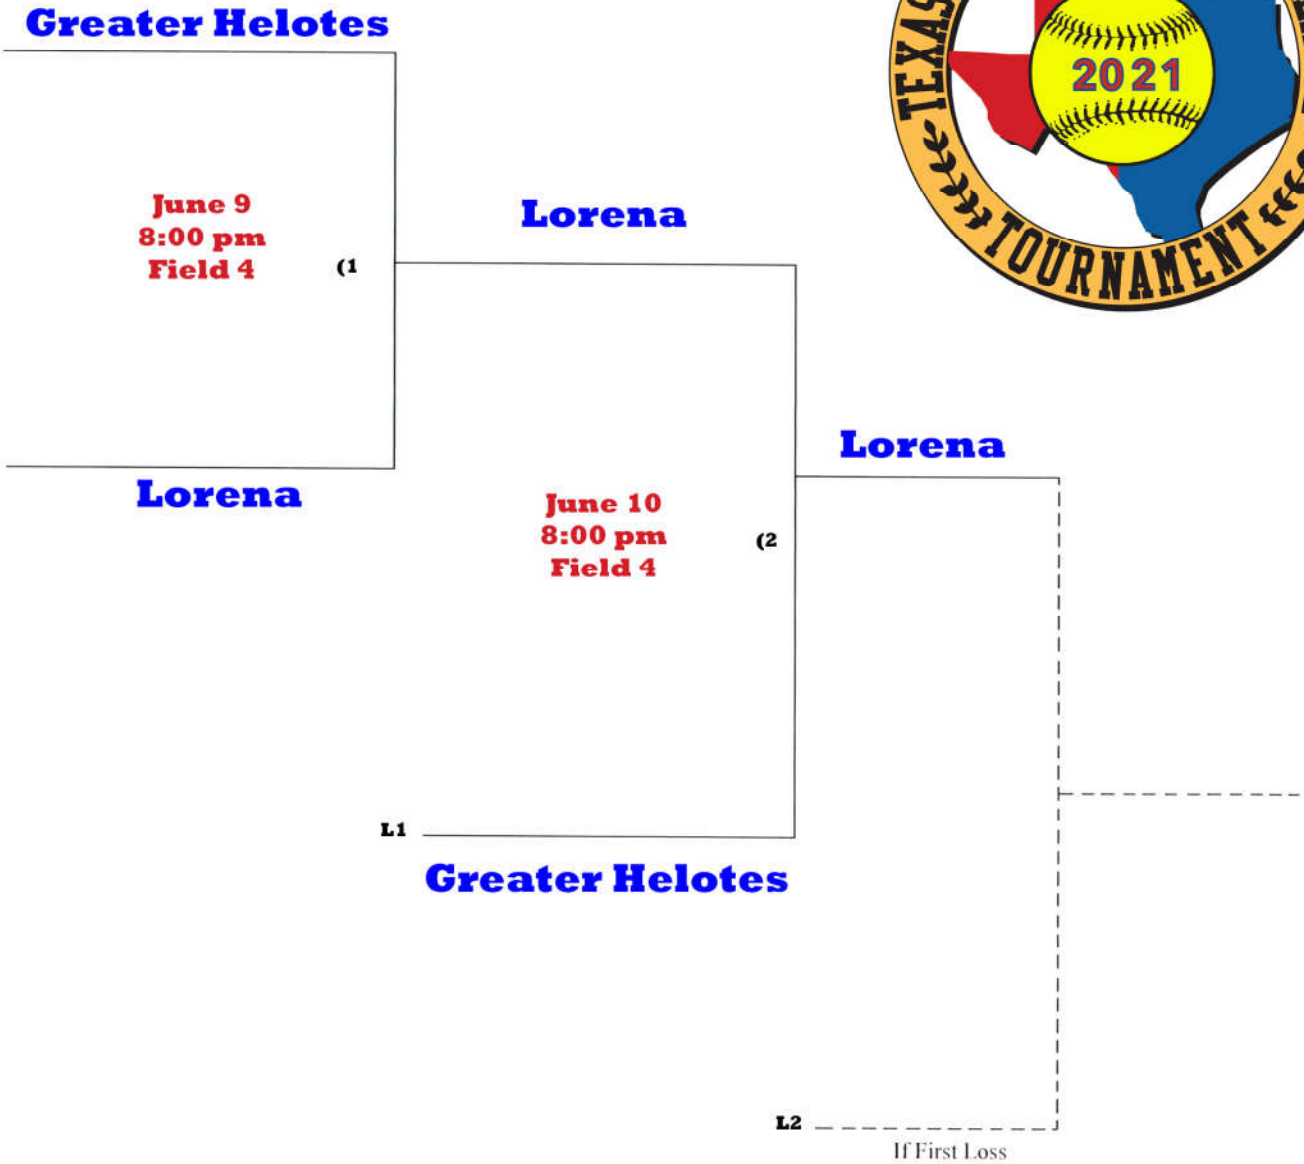 Greater Helotes
TEXAS
2021
TOURNAMENT
June 9
8:00 pm
Field 4
(1
Lorena
Lorena
Lorena
June 10
8:00 pm
Field 4
(2
L1
Greater Helotes
L2
If First Loss